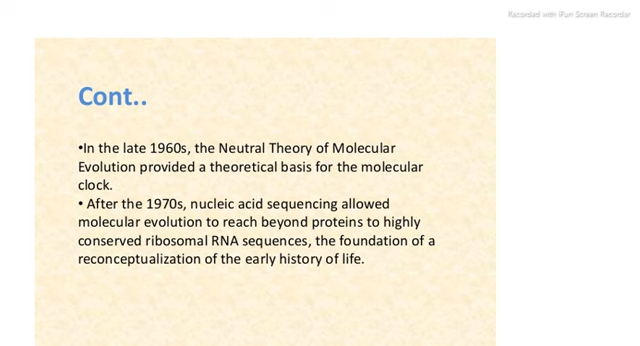 Recorded with iFun Screen Recorder
Cont..
•In the late 1960s, the Neutral Theory of Molecular
Evolution provided a theoretical basis for the molecular
clock.
• After the 1970s, nucleic acid sequencing allowed
molecular evolution to reach beyond proteins to highly
conserved ribosomal RNA sequences, the foundation of a
reconceptualization of the early history of life.